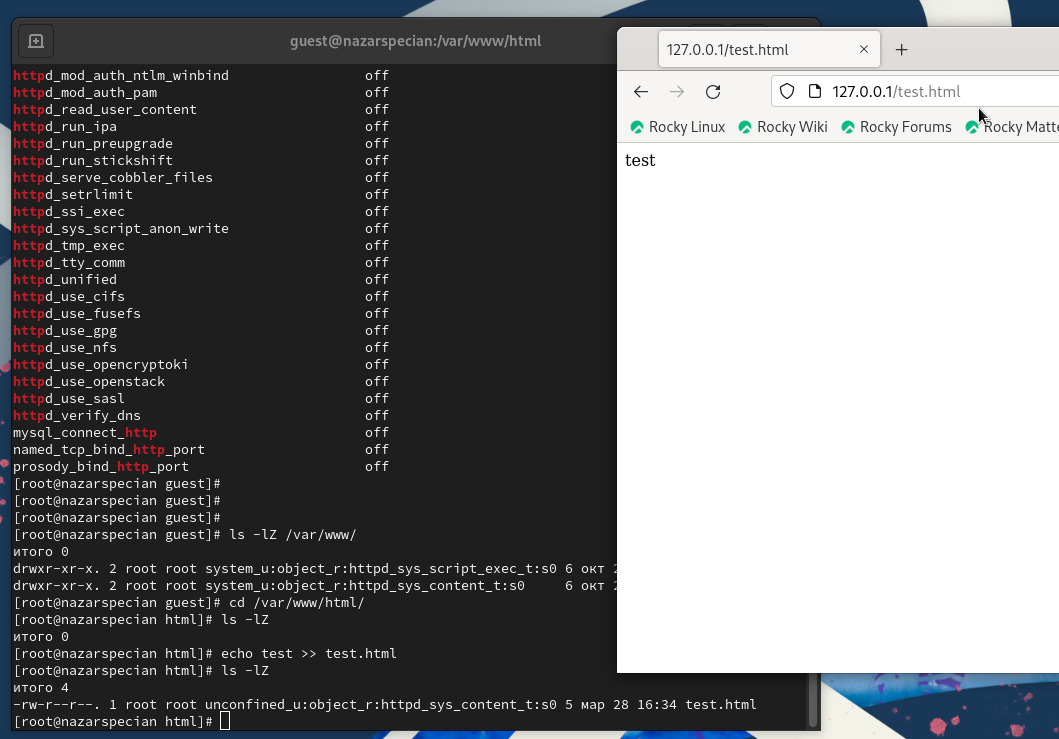 guest@nazarspecian:/var/www/html
httpd_mod_auth_ntlm_winbind off
httpd_mod_auth_pam off
httpd_read_user_content off
httpd_run_ipa off
httpd_run_preupgrade off
httpd_run_stickshift off
httpd_serve_cobbler_files off
httpd_setrlimit off
httpd_ssi_exec off
httpd_sys_script_anon_write off
httpd_tmp_exec off
httpd_tty_comm off
httpd_unified off
httpd_use_cifs off
httpd_use_fusefs off
httpd_use_gpg off
httpd_use_nfs off
httpd_use_opencryptoki off
httpd_use_openstack off
httpd_use_sasl off
httpd_verify_dns off
mysql_connect_http off
named_tcp_bind_http_port off
prosody_bind_http_port off
[root@nazarspecian guest]#
[root@nazarspecian guest]#
[root@nazarspecian guest]#
[root@nazarspecian guest]# ls -lZ /var/www/
итого 0
drwxr-xr-x. 2 root root system_u:object_r:httpd_sys_script_exec_t:s0 6 окт
drwxr-xr-x. 2 root root system_u:object_r:httpd_sys_content_t:s0 6 окт
[root@nazarspecian guest]# cd /var/www/html/
[root@nazarspecian html]# ls -lZ
итого 0
[root@nazarspecian html]# echo test >> test.html
[root@nazarspecian html]# ls -lZ
итого 4
-rw-r--r--. 1 root root unconfined_u:object_r:httpd_sys_content_t:s0 5 мар 28 16:34 test.html
[root@nazarspecian html]#
127.0.0.1/test.html
127.0.0.1/test.html
Rocky Linux Rocky Wiki Rocky Forums Rocky Matte
test